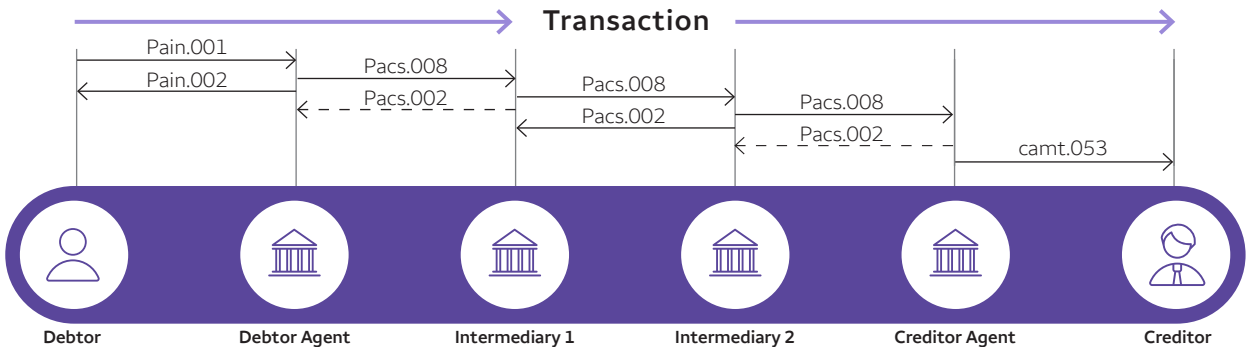 Transaction
Pain.001
Pain.002
Pacs.008
Pacs.002
Pacs.008
Pacs.002
Pacs.008
Pacs.002
camt.053
Debtor
Debtor Agent
Intermediary 1
Intermediary 2
Creditor Agent
Creditor